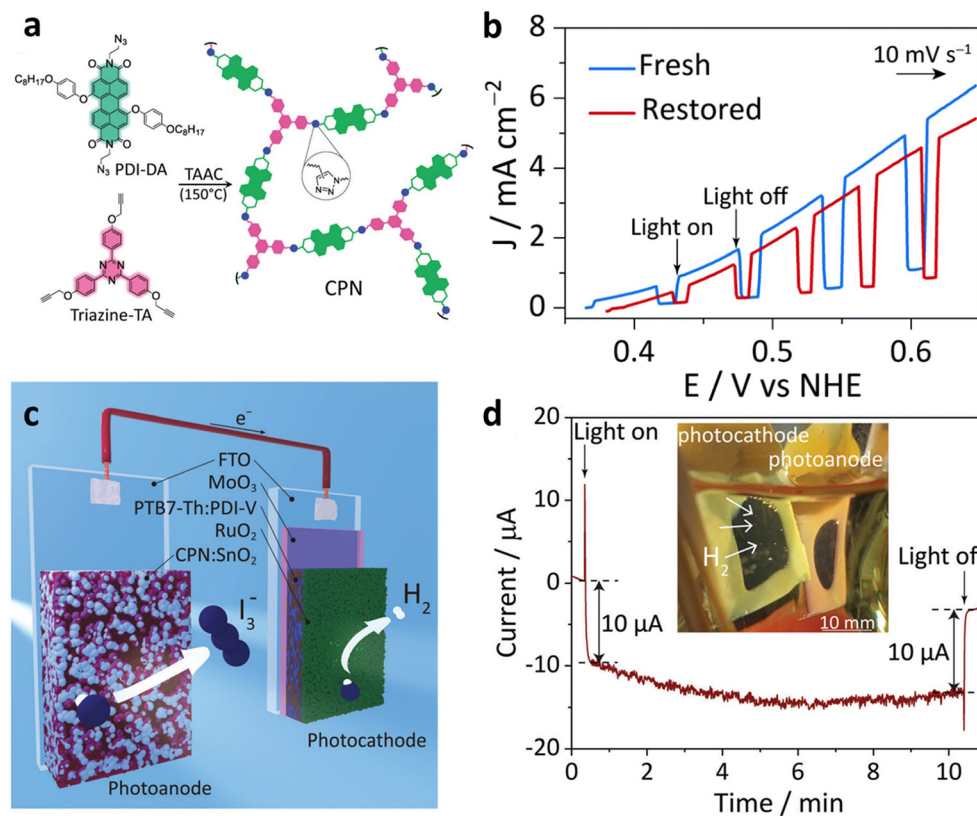 a
N₃
O
N
O
C₈H₁₇O
O
O
OC₈H₁₇
O
N
O
N₃
PDI-DA
TAAC
(150°C)
O
N
N
N
O
O
Triazine-TA
N
N=N
CPN
b
8
6
4
2
0
J / mA cm⁻²
Fresh
Restored
10 mV s⁻¹
Light off
Light on
0.4
0.5
0.6
E / V vs NHE
c
e⁻
FTO
MoO₃
PTB7-Th:PDI-V
RuO₂
CPN:SnO₂
I₃⁻
H₂
Photoanode
Photocathode
d
20
10
0
-10
-20
Current / µA
Light on
photocathode
photoanode
H₂
10 mm
Light off
10 µA
10 µA
0
2
4
6
8
10
Time / min